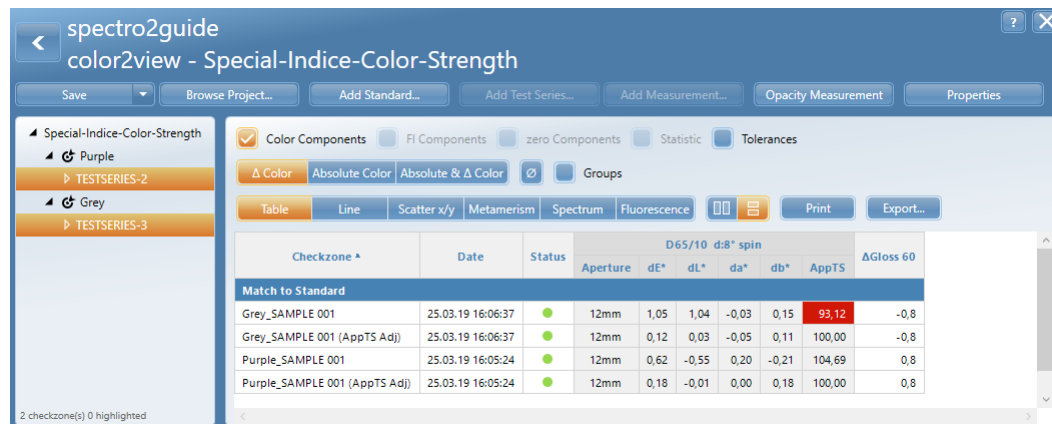 spectro2guide
color2view - Special-Indice-Color-Strength
?
Save Browse Project... Add Standard... Add Test Series... Add Measurement... Opacity Measurement Properties
Special-Indice-Color-Strength
Purple
TESTSERIES-2
Grey
TESTSERIES-3
2 checkzone(s) 0 highlighted
Color Components FI Components zero Components Statistic Tolerances
Δ Color Absolute Color Absolute & Δ Color Ø Groups
Table Line Scatter x/y Metamerism Spectrum Fluorescence Print Export...
D65/10 d:8° spin
Checkzone Date Status Aperture dE* dL* da* db* AppTS ΔGloss 60
Match to Standard
Grey_SAMPLE 001 25.03.19 16:06:37 12mm 1,05 1,04 -0,03 0,15 93,12 -0,8
Grey_SAMPLE 001 (AppTS Adj) 25.03.19 16:06:37 12mm 0,12 0,03 -0,05 0,11 100,00 -0,8
Purple_SAMPLE 001 25.03.19 16:05:24 12mm 0,62 -0,55 0,20 -0,21 104,69 0,8
Purple_SAMPLE 001 (AppTS Adj) 25.03.19 16:05:24 12mm 0,18 -0,01 0,00 0,18 100,00 0,8